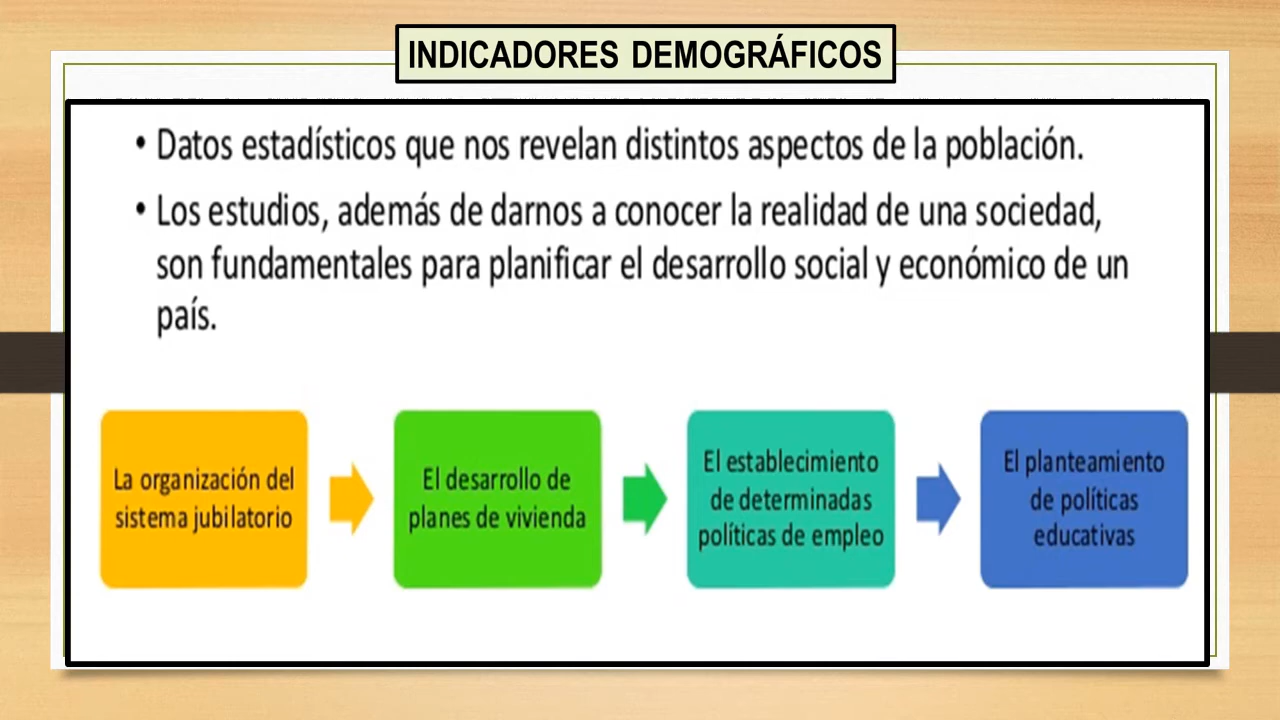 INDICADORES DEMOGRÁFICOS
• Datos estadísticos que nos revelan distintos aspectos de la población.
• Los estudios, además de darnos a conocer la realidad de una sociedad,
son fundamentales para planificar el desarrollo social y económico de un
país.
La organización del
sistema jubilatorio
El desarrollo de
planes de vivienda
El establecimiento
de determinadas
políticas de empleo
El planteamiento
de políticas
educativas